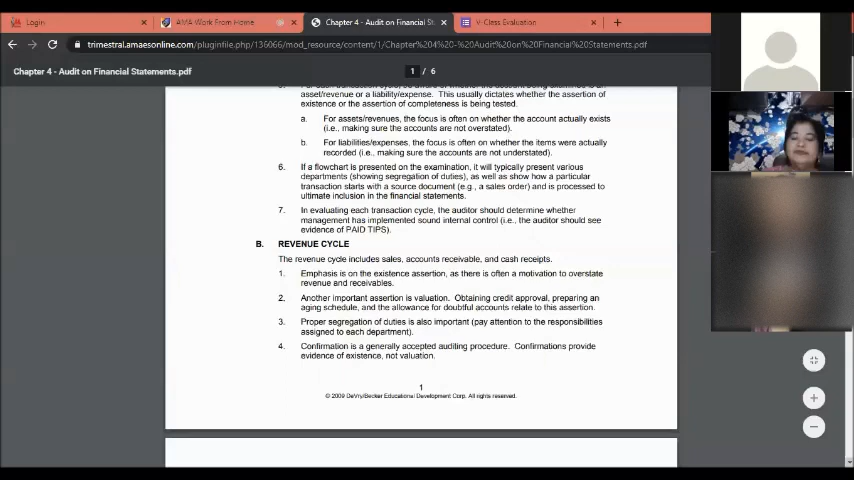 Login
AMA Work From Home
Chapter 4 - Audit on Financial St
H-Class Evaluation
trimestral.amaesonline.com/pluginfile.php/136066/mod_resource/content/1/Chapter%204%20-%20Audit%20on%20Financial%20Statements.pdf
Chapter 4 - Audit on Financial Statements.pdf
1 / 6
asset/revenue or a liability/expense. This usually dictates whether the assertion of
existence or the assertion of completeness is being tested.
a. For assets/revenues, the focus is often on whether the account actually exists
(i.e., making sure the accounts are not overstated).
b. For liabilities/expenses, the focus is often on whether the items were actually
recorded (i.e., making sure the accounts are not understated).
6. If a flowchart is presented on the examination, it will typically present various
departments (showing segregation of duties), as well as show how a particular
transaction starts with a source document (e.g., a sales order) and is processed to
ultimate inclusion in the financial statements.
7. In evaluating each transaction cycle, the auditor should determine whether
management has implemented sound internal control (i.e., the auditor should see
evidence of PAID TIPS).
B. REVENUE CYCLE
The revenue cycle includes sales, accounts receivable, and cash receipts.
1. Emphasis is on the existence assertion, as there is often a motivation to overstate
revenue and receivables.
2. Another important assertion is valuation. Obtaining credit approval, preparing an
aging schedule, and the allowance for doubtful accounts relate to this assertion.
3. Proper segregation of duties is also important (pay attention to the responsibilities
assigned to each department).
4. Confirmation is a generally accepted auditing procedure. Confirmations provide
evidence of existence, not valuation.
1
© 2009 DeVry/Becker Educational Development Corp. All rights reserved.